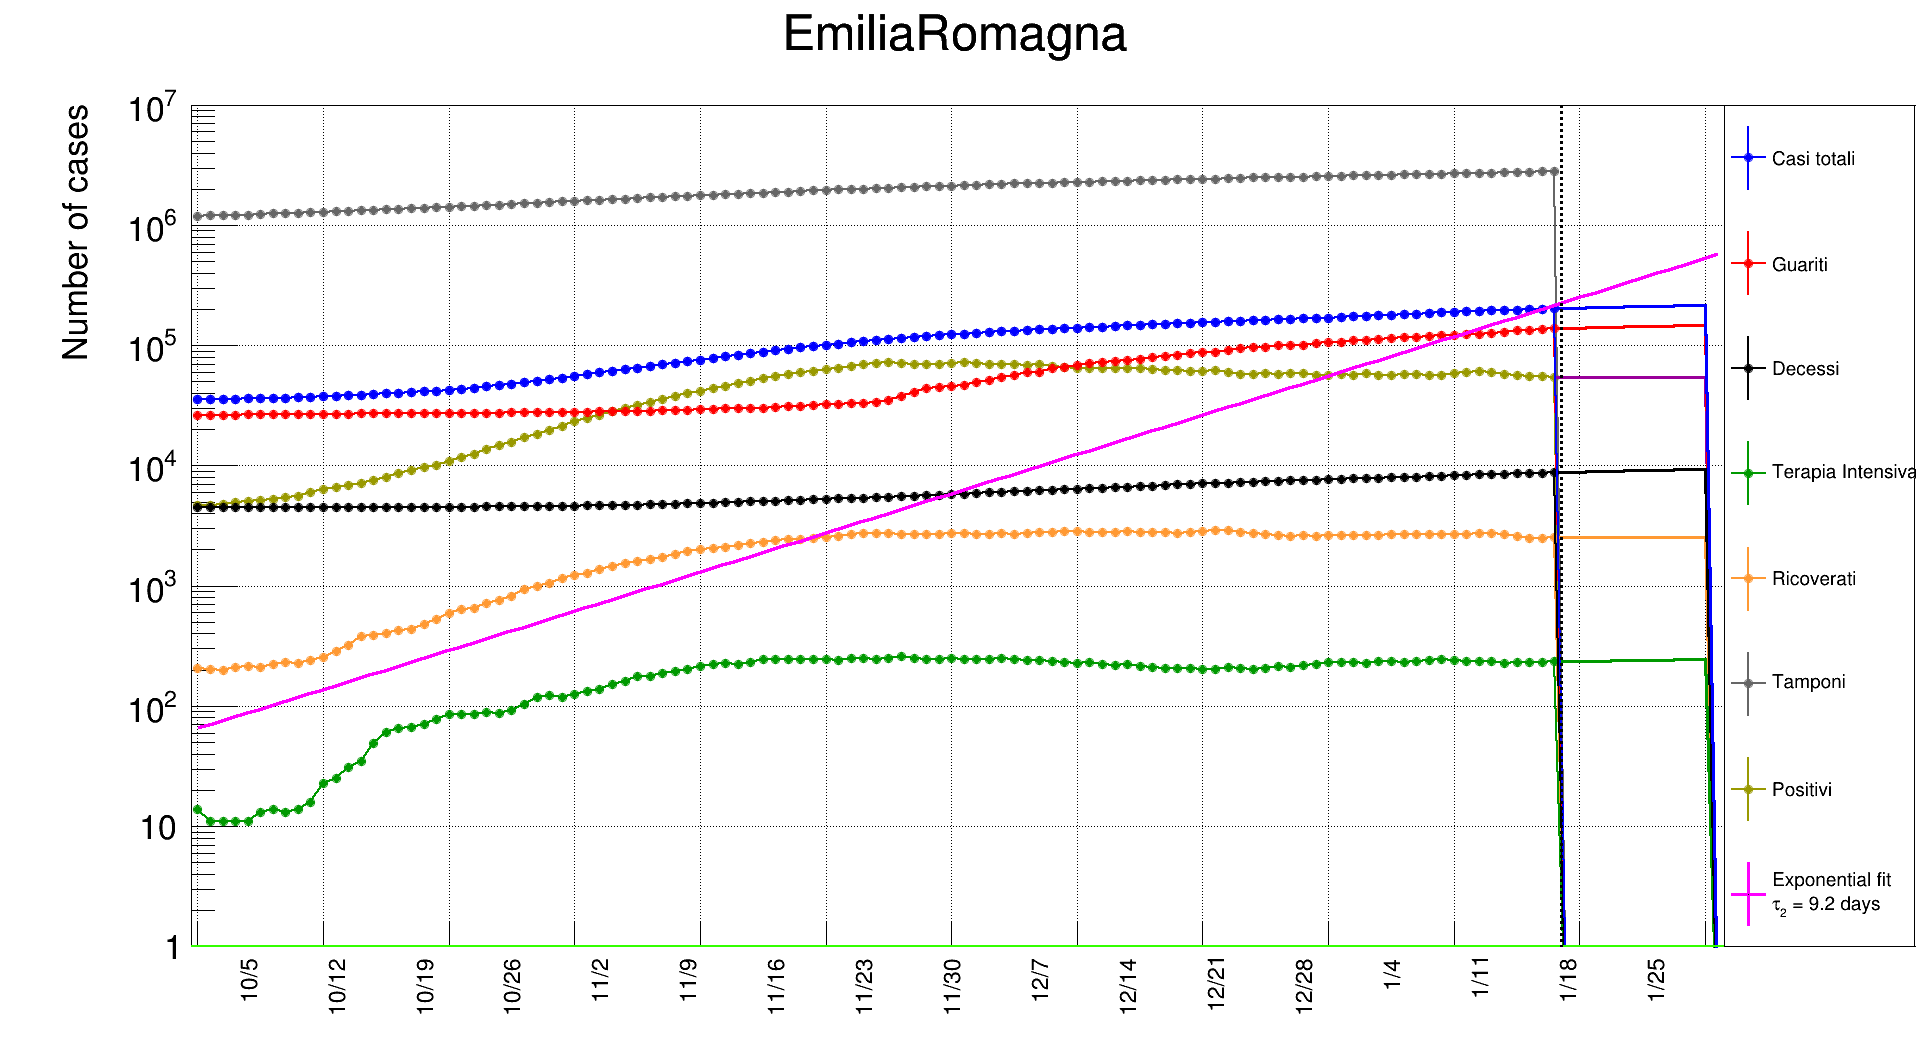 EmiliaRomagna
Number of cases
10^7
10^6
10^5
10^4
10^3
10^2
10
1
10/5
10/12
10/19
10/26
11/2
11/9
11/16
11/23
11/30
12/7
12/14
12/21
12/28
1/4
1/11
1/18
1/25
Casi totali
Guariti
Decessi
Terapia Intensiva
Ricoverati
Tamponi
Positivi
Exponential fit
τ_2 = 9.2 days